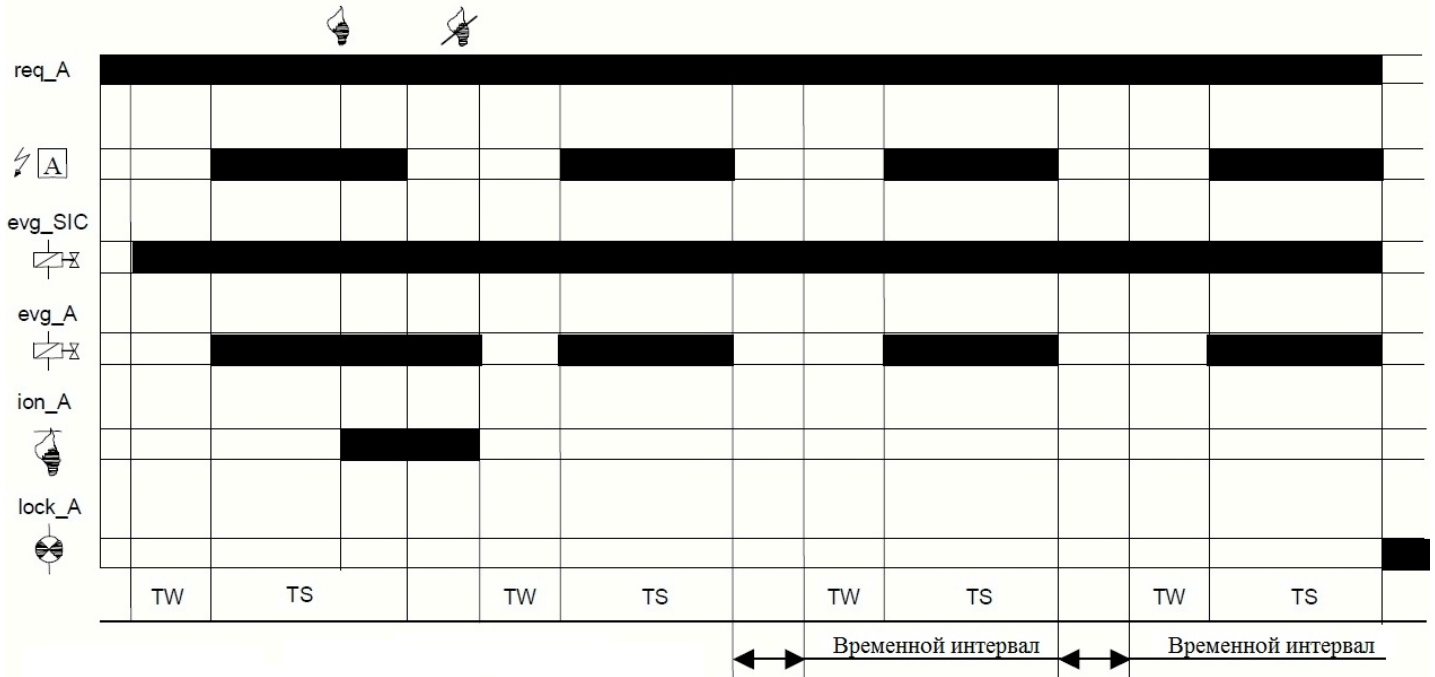 req_A
A
evg_SIC
evg_A
ion_A
lock_A
TW TS TW TS TW TS TW TS
Временной интервал Временной интервал